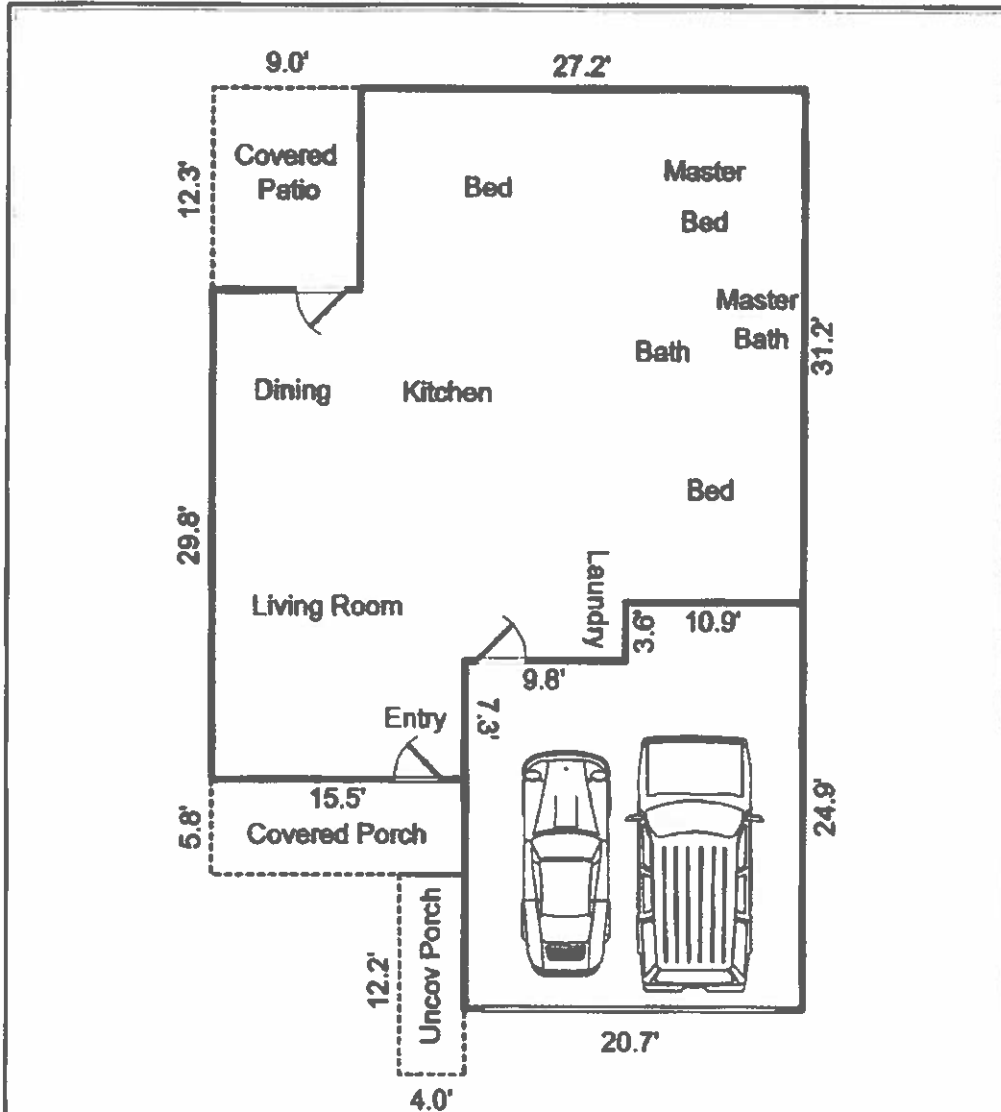 9.0' 27.2'
Covered
Patio
12.3'
Bed
Master
Bed
Master
Bath
Bath
31.2'
Dining
Kitchen
Bed
29.8'
Laundry
Living Room
3.6'
10.9'
9.8'
7.3'
Entry
15.5'
5.8'
Covered Porch
24.9'
Uncov Porch
12.2'
20.7'
4.0'